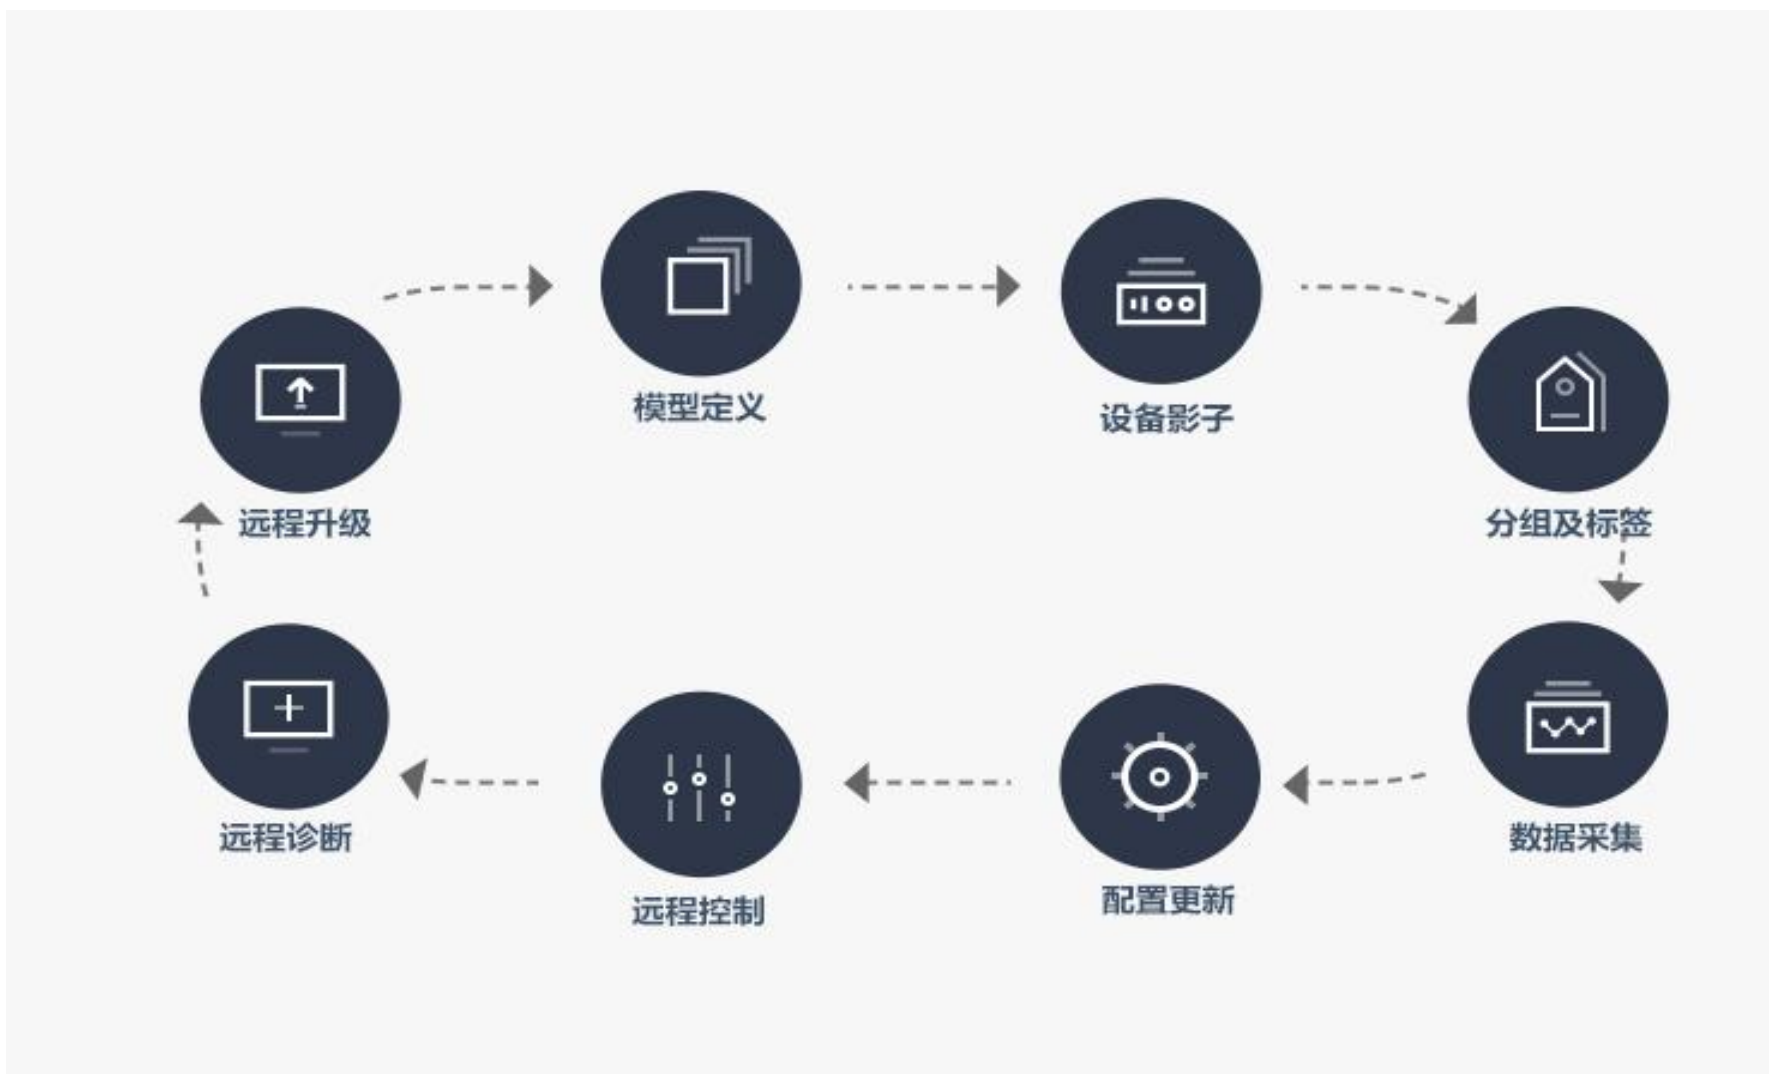 模型定义
设备影子
远程升级
分组及标签
远程诊断
数据采集
远程控制
配置更新